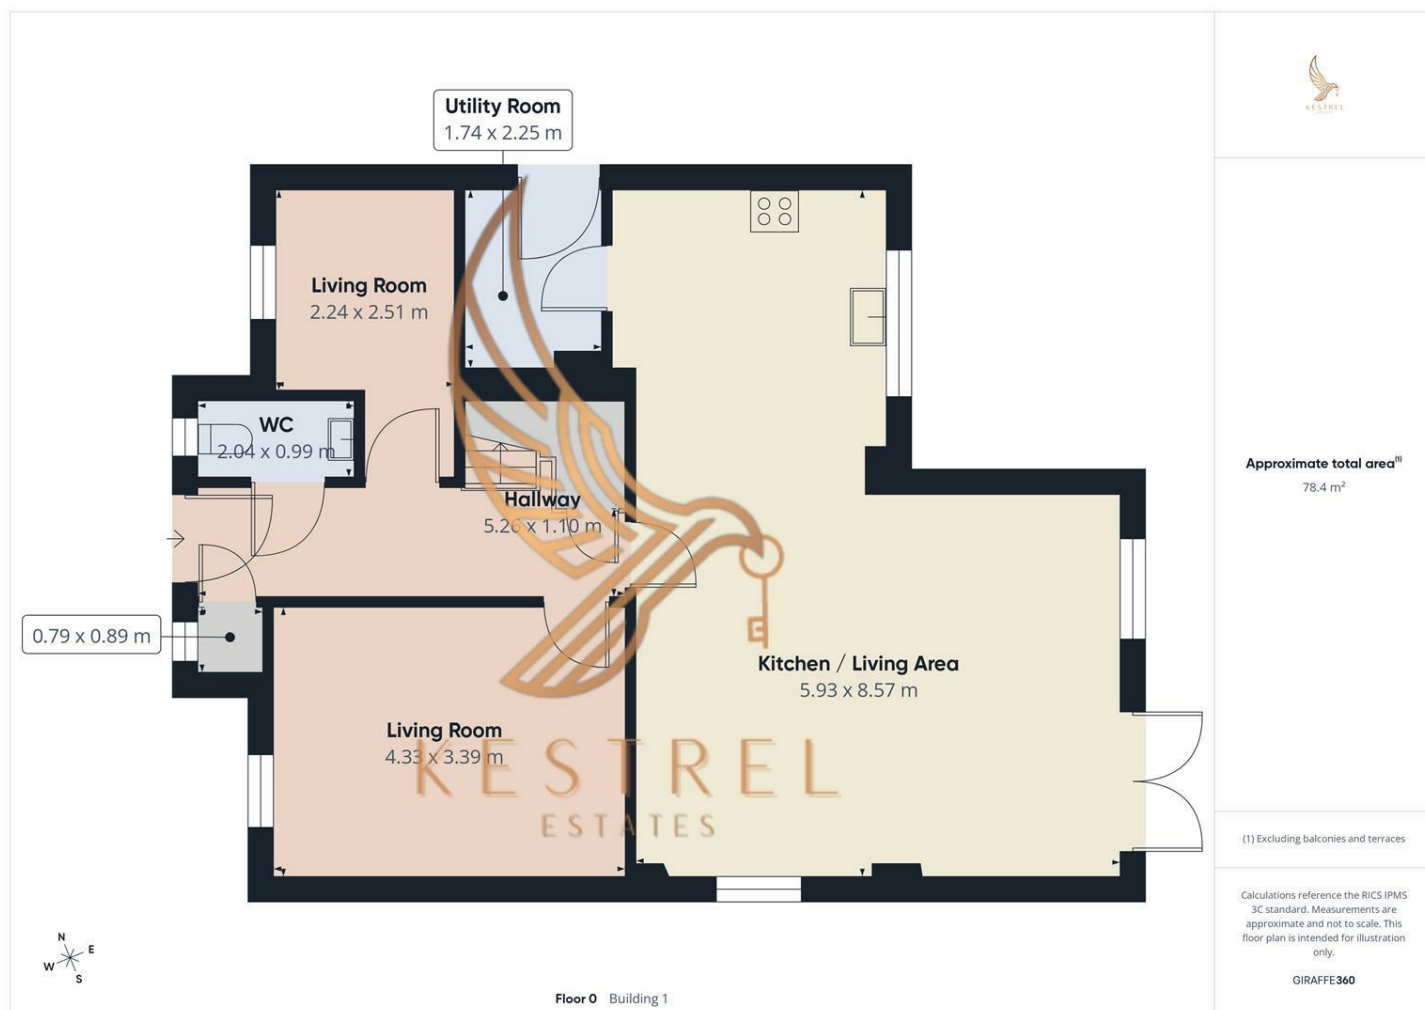 Utility Room
1.74 x 2.25 m
Living Room
2.24 x 2.51 m
WC
2.04 x 0.99 m
Hallway
5.26 x 1.10 m
0.79 x 0.89 m
Kitchen / Living Area
5.93 x 8.57 m
Living Room
4.33 x 3.39 m
KESTREL
ESTATES
N
E
W
S
Floor 0 Building 1
KESTREL
Approximate total area(1)
78.4 m²
(1) Excluding balconies and terraces
Calculations reference the RICS IPMS
3C standard. Measurements are
approximate and not to scale. This
floor plan is intended for illustration
only.
GIRAFFE360